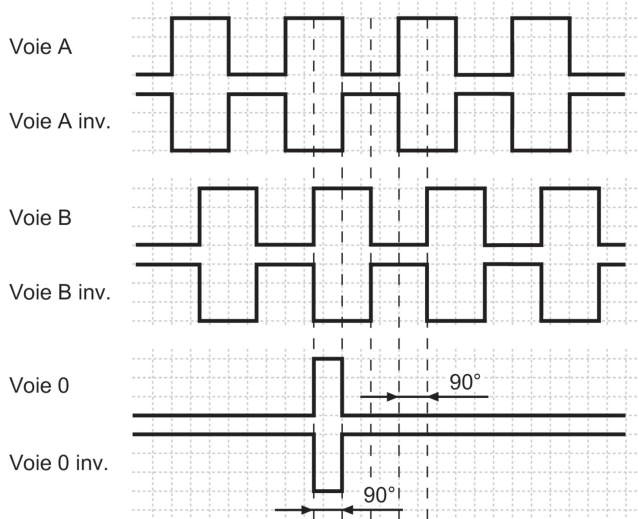 Voie A
Voie A inv.
Voie B
Voie B inv.
Voie 0
90°
Voie 0 inv.
90°